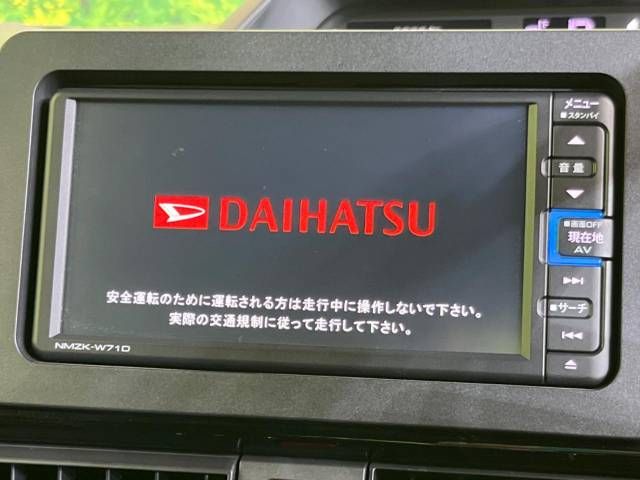 DAIHATSU
安全運転のために運転される方は走行中に操作しないで下さい。
実際の交通規制に従って走行して下さい。
NMZK-W71D
メニュー
■スタンバイ
▲
音量
▼
■画面OFF
現在地
AV
▶▶|
■サーチ
|◀◀
⏏